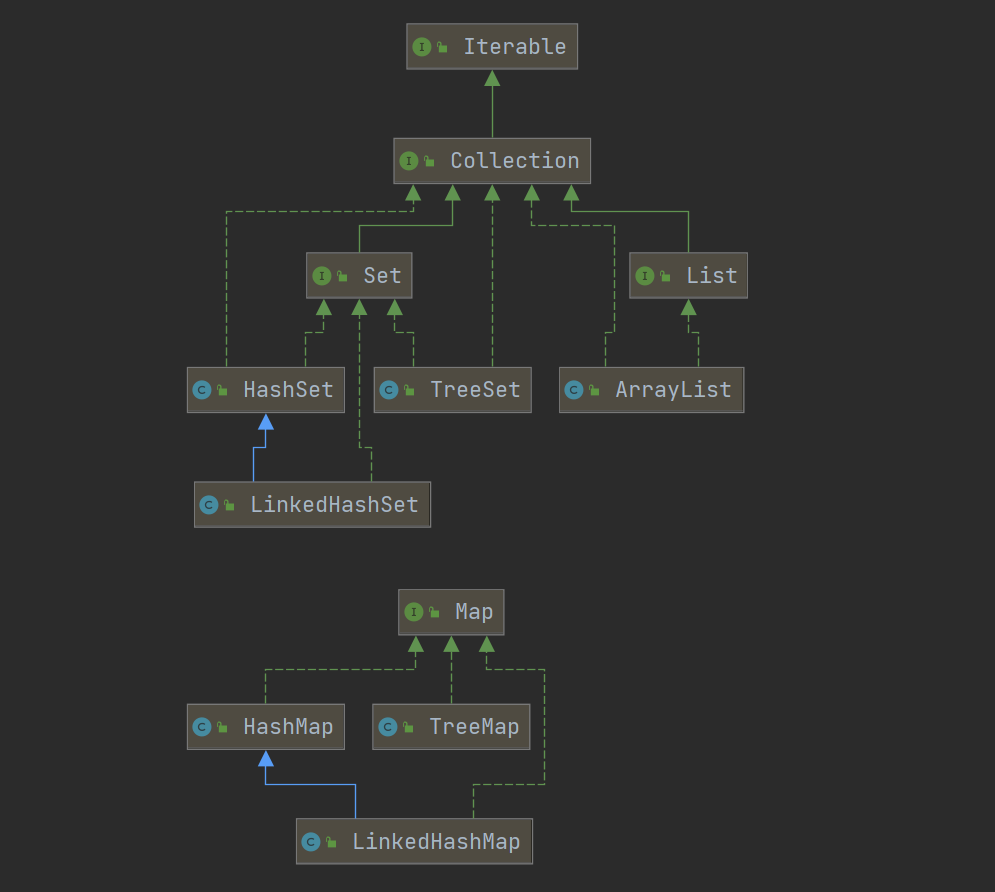 I Iterable
I Collection
I Set
I List
C HashSet
C TreeSet
C ArrayList
C LinkedHashSet
I Map
C HashMap
C TreeMap
C LinkedHashMap